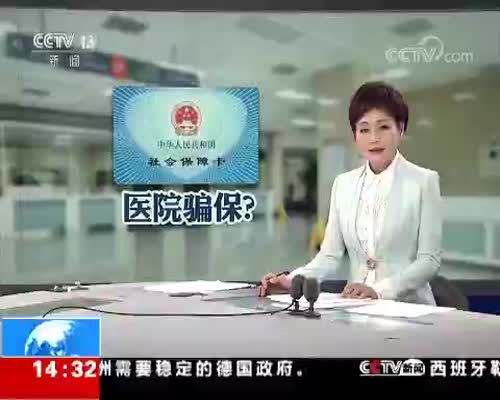 CCTV 13
新闻
CCTV.com
中华人民共和国
社会保障卡
医院骗保?
14:32
州需要稳定的德国政府。
CCTV新闻 西班牙勒